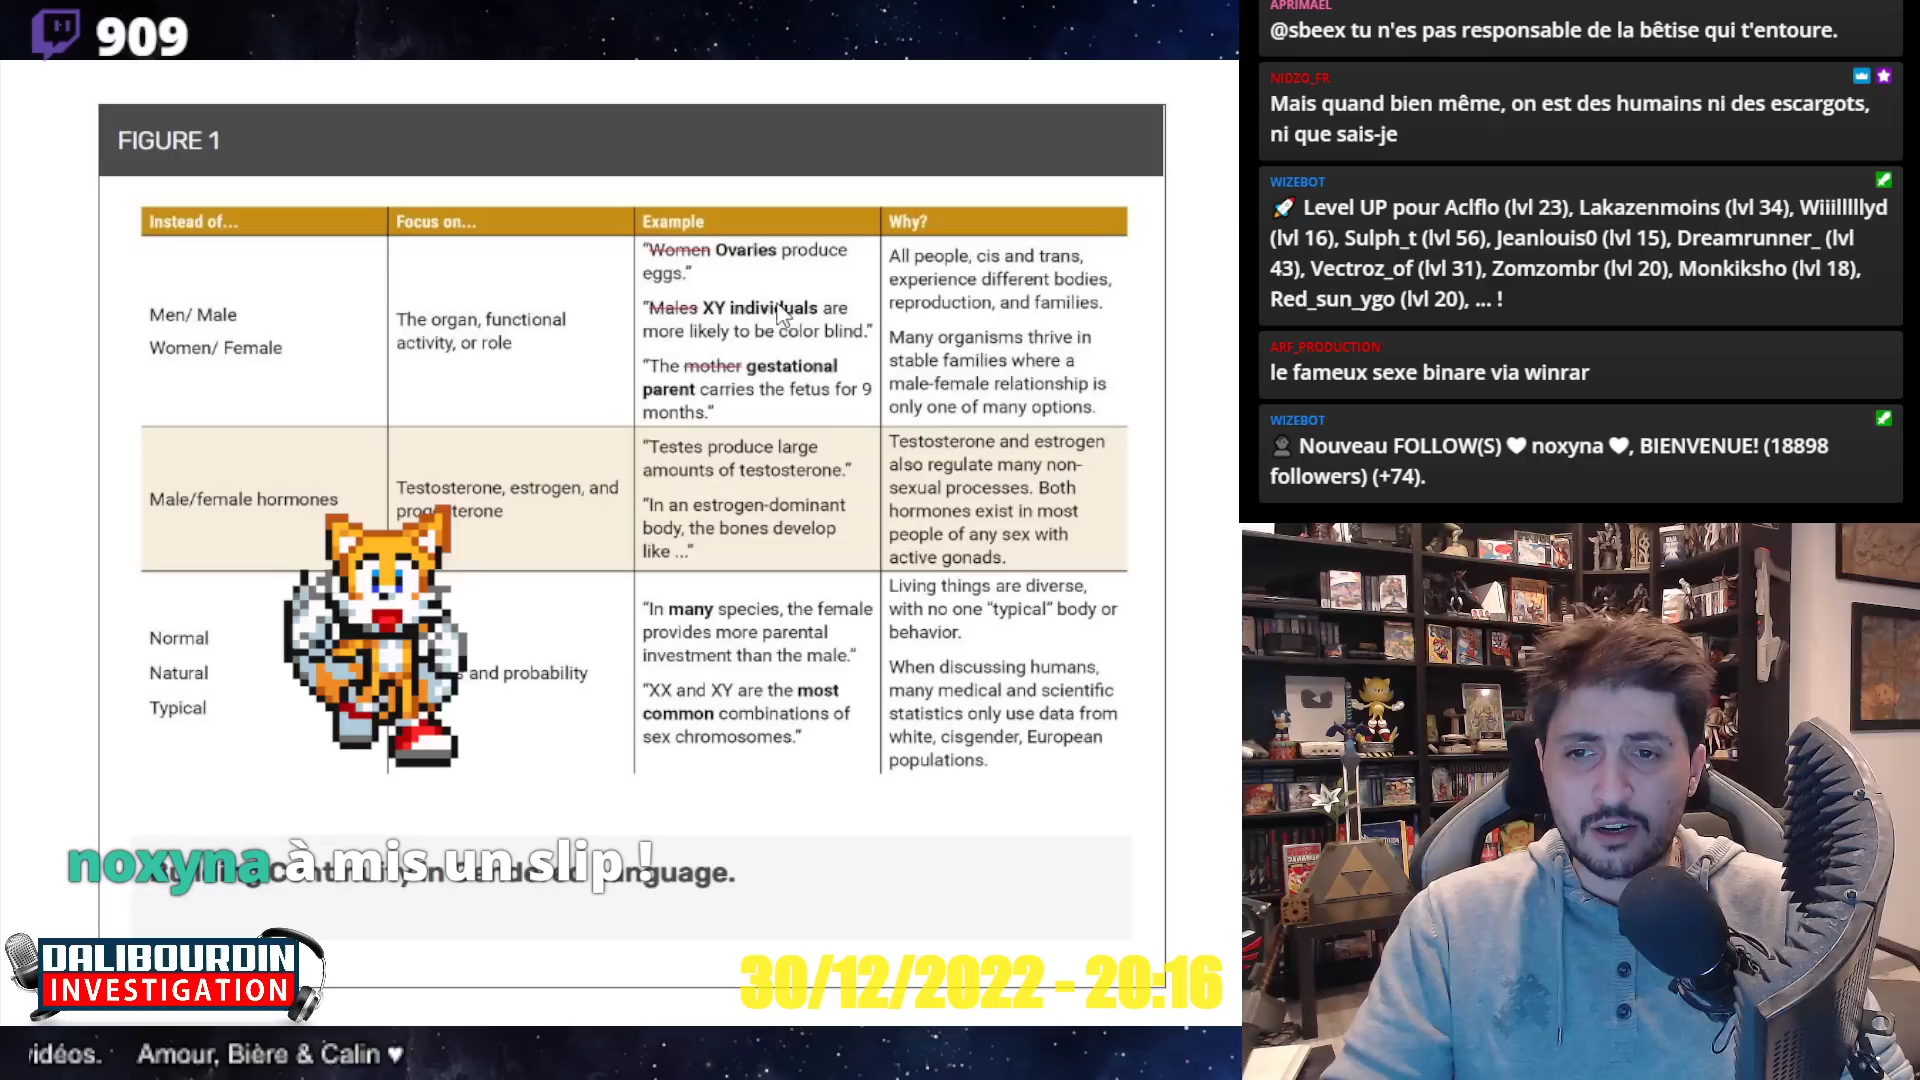 909
FIGURE 1
Instead of...
Focus on...
Example
Why?
Men/ Male
Women/ Female
The organ, functional
activity, or role
"Women Ovaries produce
eggs."
"Males XY individuals are
more likely to be color blind."
"The mother gestational
parent carries the fetus for 9
months."
All people, cis and trans,
experience different bodies,
reproduction, and families.
Many organisms thrive in
stable families where a
male-female relationship is
only one of many options.
Male/female hormones
Testosterone, estrogen, and
"Testes produce large
amounts of testosterone."
"In an estrogen-dominant
body, the bones develop
like ..."
Testosterone and estrogen
also regulate many non-
sexual processes. Both
hormones exist in most
people of any sex with
active gonads.
Normal
Natural
Typical
and probability
"In many species, the female
provides more parental
investment than the male."
"XX and XY are the most
common combinations of
sex chromosomes."
Living things are diverse,
with no one "typical" body or
behavior.
When discussing humans,
many medical and scientific
statistics only use data from
white, cisgender, European
populations.
noxyna à mis un slip !
DALIBOURDIN
INVESTIGATION
30/12/2022 - 20:16
vidéos. Amour, Bière & Calin ♥
APRIMAEL
@sbeex tu n'es pas responsable de la bêtise qui t'entoure.
NIDZO_FR
Mais quand bien même, on est des humains ni des escargots,
ni que sais-je
WIZEBOT
🚀 Level UP pour Aclflo (lvl 23), Lakazenmoins (lvl 34), Wiiilllllyd
(lvl 16), Sulph_t (lvl 56), Jeanlouis0 (lvl 15), Dreamrunner_ (lvl
43), Vectroz_of (lvl 31), Zomzombr (lvl 20), Monkiksho (lvl 18),
Red_sun_ygo (lvl 20), ... !
ARF_PRODUCTION
le fameux sexe binare via winrar
WIZEBOT
Nouveau FOLLOW(S) ♥ noxyna ♥, BIENVENUE! (18898
followers) (+74).